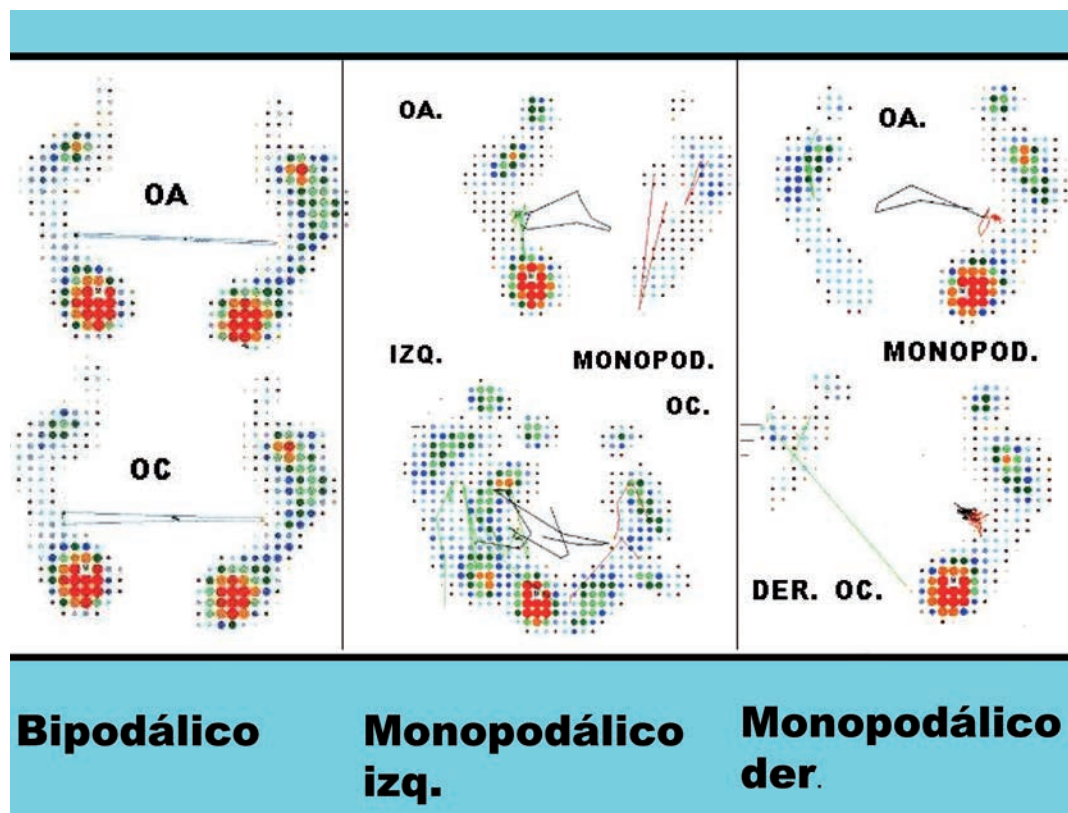 OA
OC
OA.
IZQ.
MONOPOD.
OC.
OA.
MONOPOD.
DER. OC.
Bipodálico
Monopodálico
izq.
Monopodálico
der.